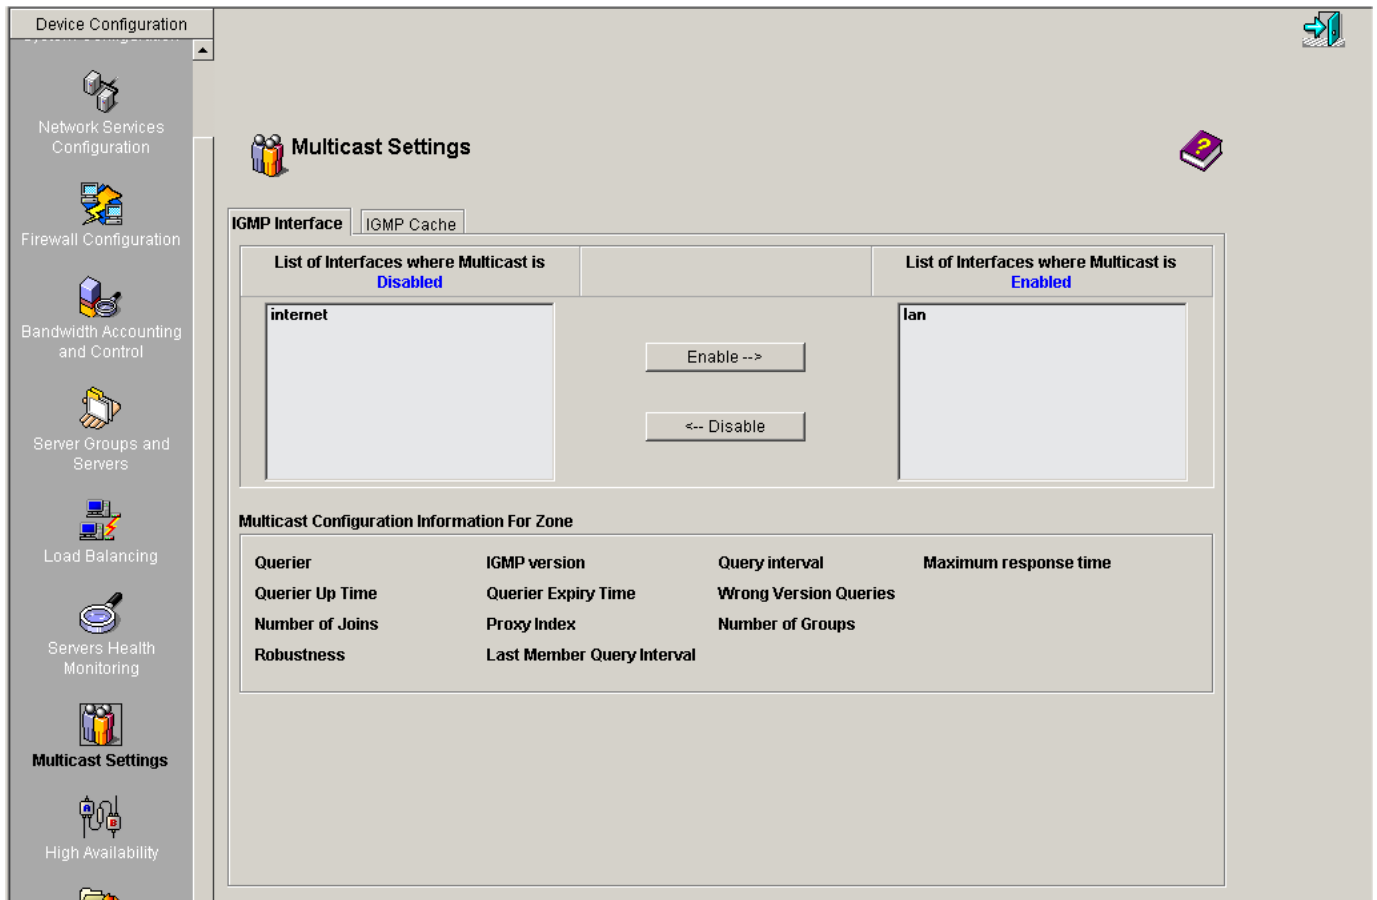 Device Configuration
System Configuration
Network Services
Configuration
Firewall Configuration
Bandwidth Accounting
and Control
Server Groups and
Servers
Load Balancing
Servers Health
Monitoring
Multicast Settings
High Availability
Multicast Settings
IGMP Interface
IGMP Cache
List of Interfaces where Multicast is
Disabled
List of Interfaces where Multicast is
Enabled
internet
lan
Enable -->
<-- Disable
Multicast Configuration Information For Zone
Querier IGMP version Query interval Maximum response time
Querier Up Time Querier Expiry Time Wrong Version Queries
Number of Joins Proxy Index Number of Groups
Robustness Last Member Query Interval